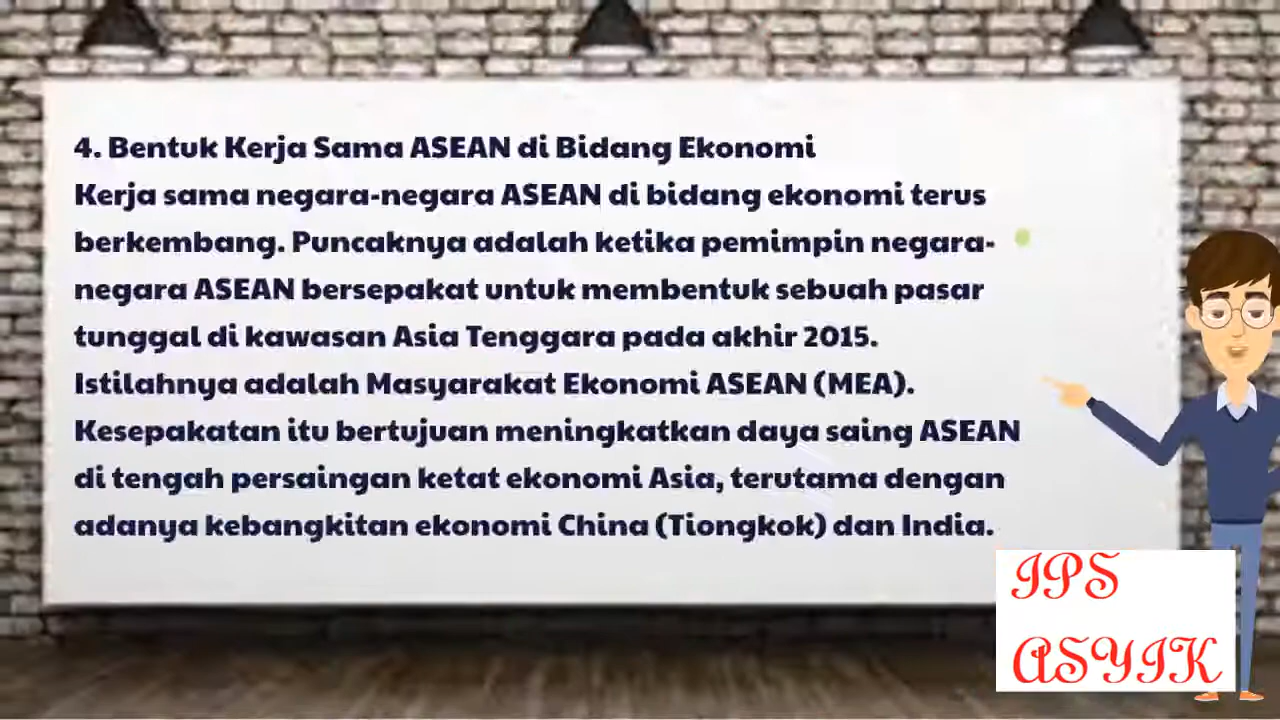 4. Bentuk Kerja Sama ASEAN di Bidang Ekonomi
Kerja sama negara-negara ASEAN di bidang ekonomi terus
berkembang. Puncaknya adalah ketika pemimpin negara-
negara ASEAN bersepakat untuk membentuk sebuah pasar
tunggal di kawasan Asia Tenggara pada akhir 2015.
Istilahnya adalah Masyarakat Ekonomi ASEAN (MEA).
Kesepakatan itu bertujuan meningkatkan daya saing ASEAN
di tengah persaingan ketat ekonomi Asia, terutama dengan
adanya kebangkitan ekonomi China (Tiongkok) dan India.
IPS
ASYIK